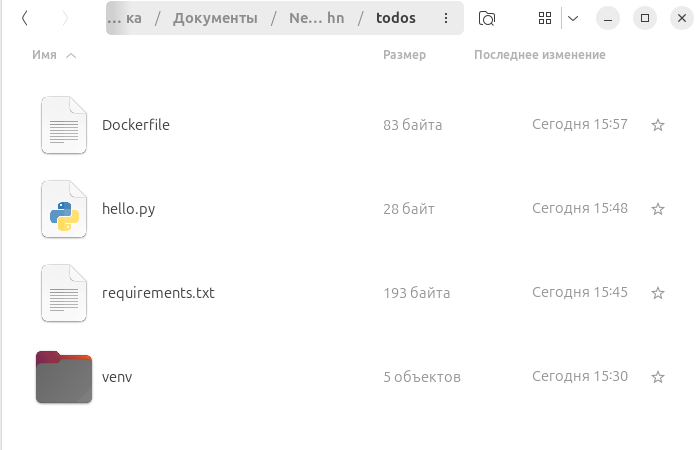 … ка / Документы / Ne… hn / todos
Имя Размер Последнее изменение
Dockerfile 83 байта Сегодня 15:57
hello.py 28 байт Сегодня 15:48
requirements.txt 193 байта Сегодня 15:45
venv 5 объектов Сегодня 15:30